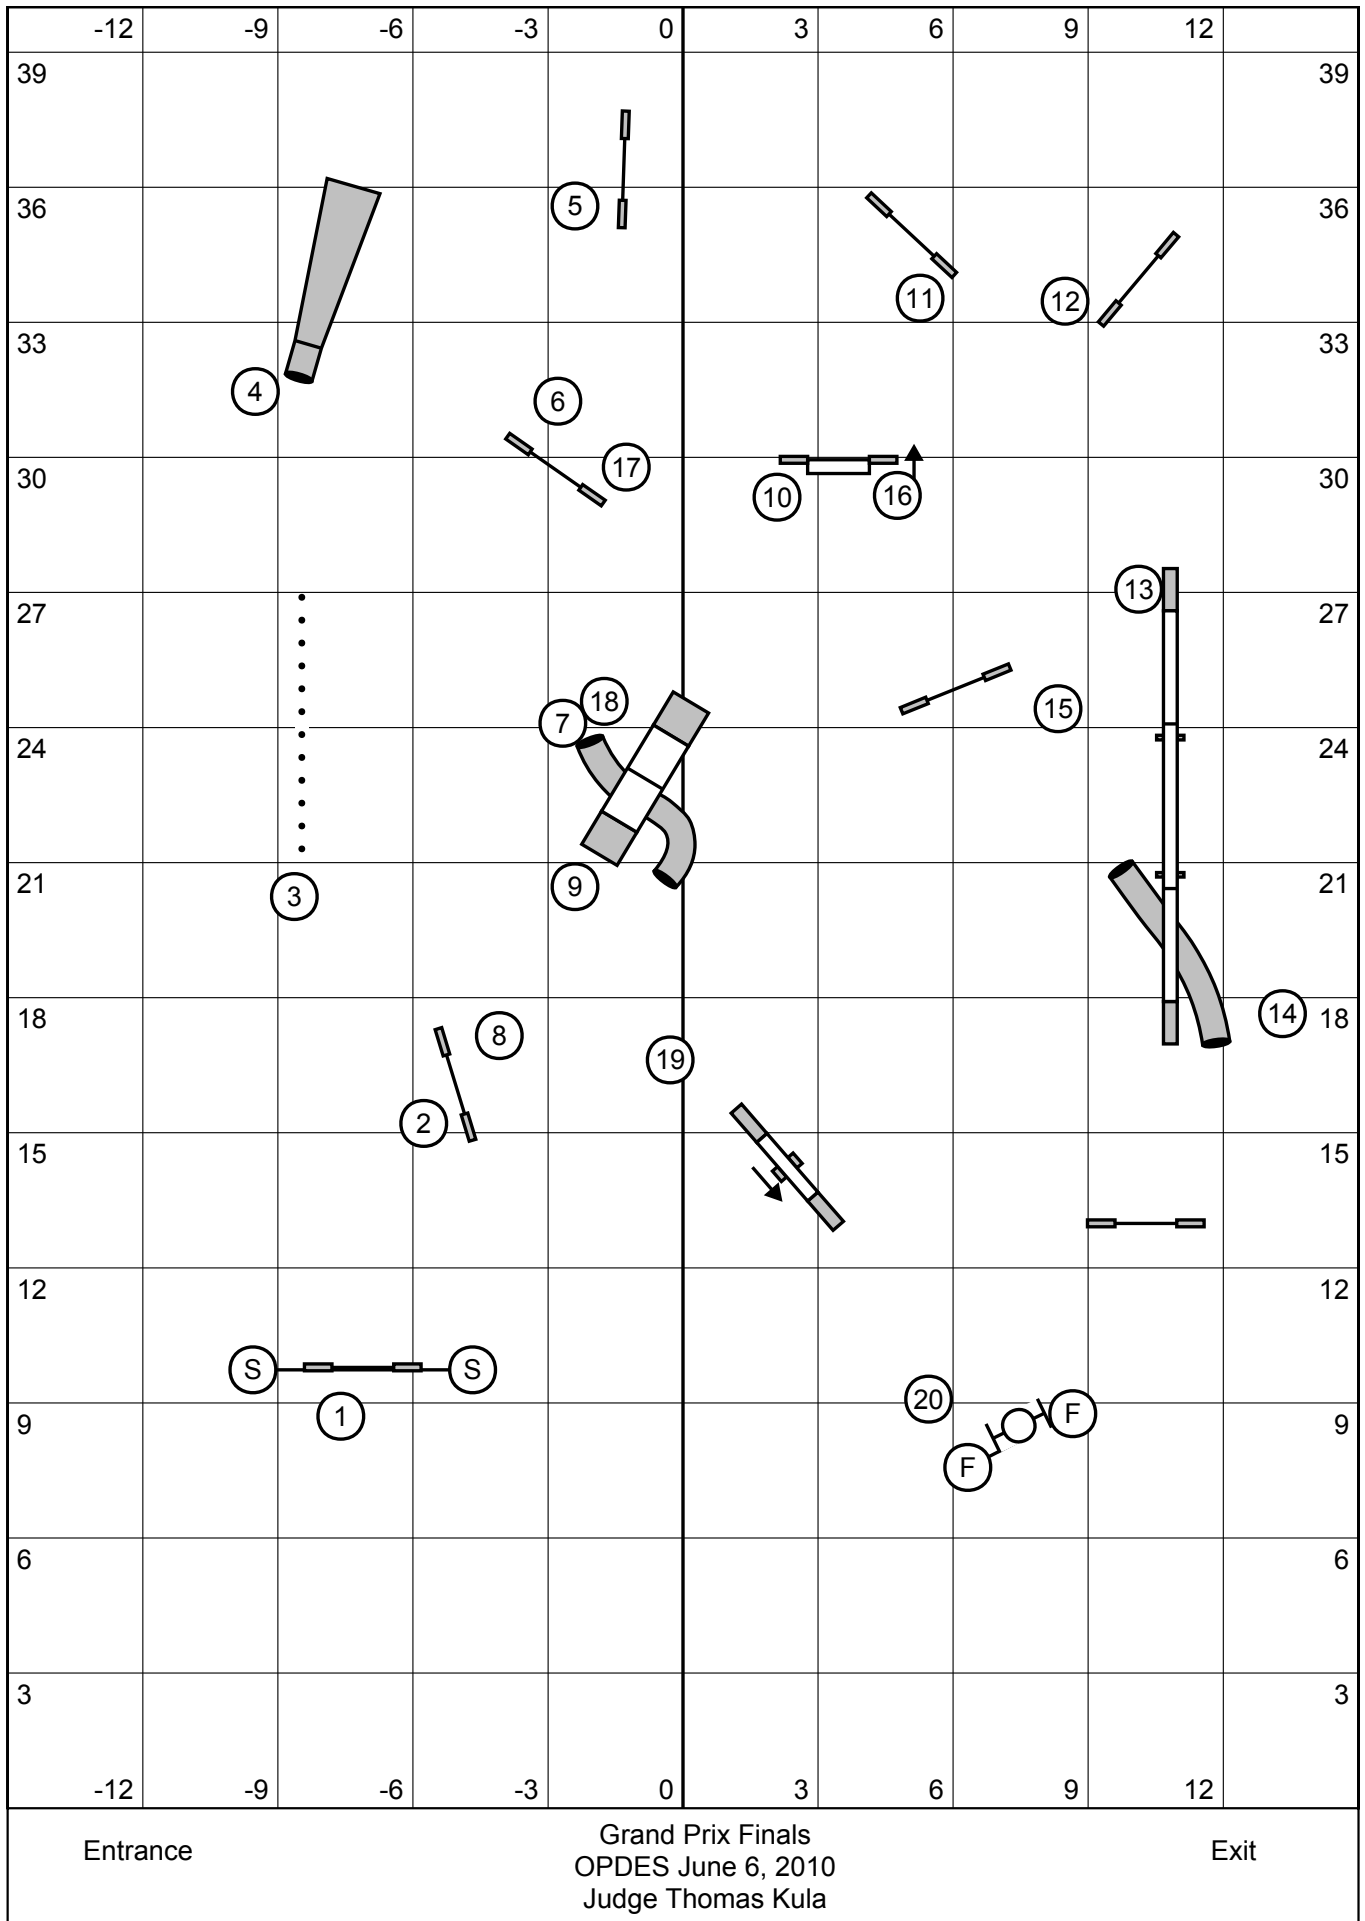 -12 -9 -6 -3 0 3 6 9 12
39 39
36 36
5
11 12
33 33
4 6
17
30 30
10 16
13
27 27
18 15
7
24 24
21 21
9
3
18 18
14
8
19
2
15 15
12 12
S S
1
20 F
9 9
F
6 6
3 3
-12 -9 -6 -3 0 3 6 9 12
Entrance
Grand Prix Finals
OPDES June 6, 2010
Judge Thomas Kula
Exit